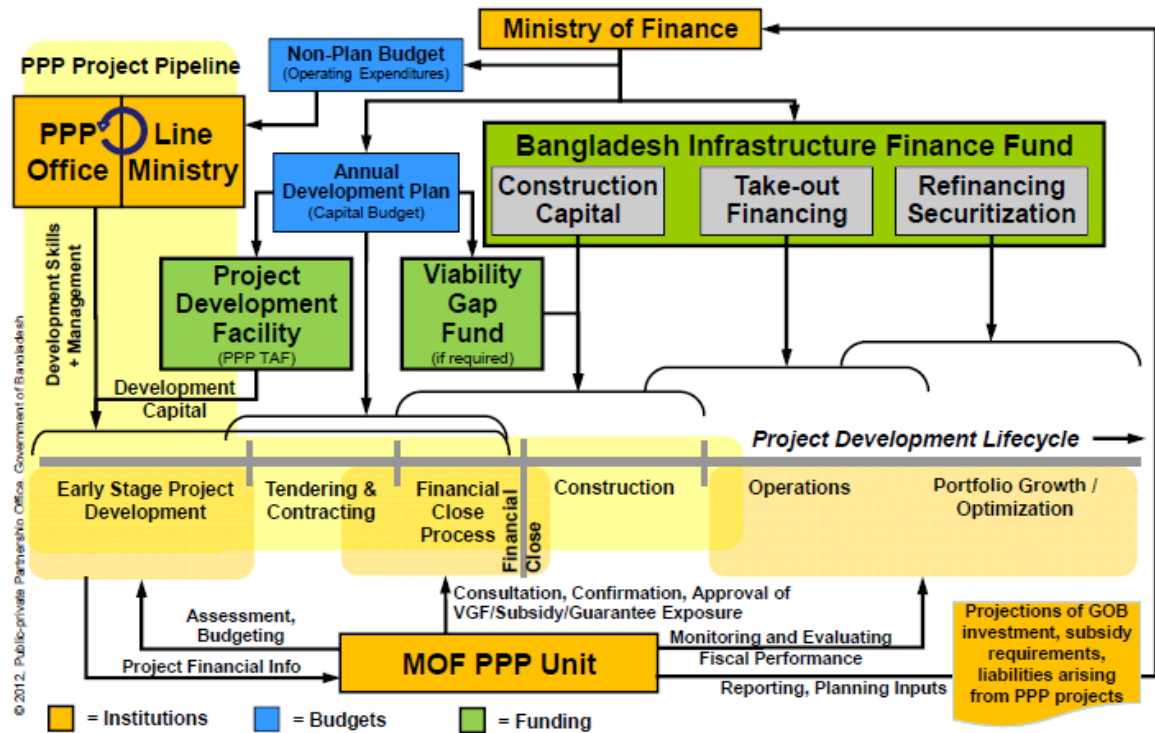 Ministry of Finance
Non-Plan Budget
(Operating Expenditures)
PPP Project Pipeline
PPP
Office
Line
Ministry
Annual
Development Plan
(Capital Budget)
Bangladesh Infrastructure Finance Fund
Construction
Capital
Take-out
Financing
Refinancing
Securitization
Project
Development
Facility
(PPP TAF)
Viability
Gap
Fund
(if required)
Development Skills
+ Management
Development
Capital
Project Development Lifecycle
Early Stage Project
Development
Tendering &
Contracting
Financial
Close
Process
Financial
Close
Construction
Operations
Portfolio Growth /
Optimization
Assessment,
Budgeting
Project Financial Info
Consultation, Confirmation, Approval of
VGF/Subsidy/Guarantee Exposure
MOF PPP Unit
Monitoring and Evaluating
Fiscal Performance
Reporting, Planning Inputs
Projections of GOB
investment, subsidy
requirements,
liabilities arising
from PPP projects
© 2012, Public-private Partnership Office, Government of Bangladesh
= Institutions
= Budgets
= Funding